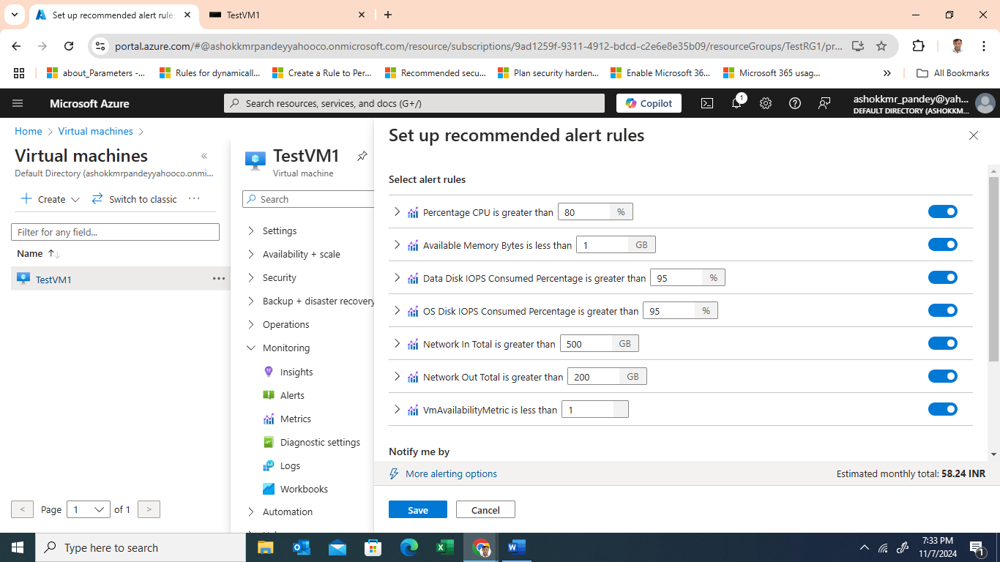 Set up recommended alert rule
TestVM1
portal.azure.com/#@ashokkmrpandeyyahooco.onmicrosoft.com/resource/subscriptions/9ad1259f-9311-4912-bdcd-c2e6e8e35b09/resourceGroups/TestRG1/pr...
about_Parameters -...
Rules for dynamicall...
Create a Rule to Per...
Recommended secu...
Plan security harden...
Enable Microsoft 36...
Microsoft 365 usag...
All Bookmarks
Microsoft Azure
Search resources, services, and docs (G+/)
Copilot
1
ashokkmr_pandey@yah...
DEFAULT DIRECTORY (ASHOKKM...
Home > Virtual machines >
Virtual machines
Default Directory (ashokkmrpandeyyahooco.onmi...
Create
Switch to classic
Filter for any field...
Name
TestVM1
Page 1 of 1
TestVM1
Virtual machine
Search
Settings
Availability + scale
Security
Backup + disaster recovery
Operations
Monitoring
Insights
Alerts
Metrics
Diagnostic settings
Logs
Workbooks
Automation
Set up recommended alert rules
Select alert rules
Percentage CPU is greater than 80 %
Available Memory Bytes is less than 1 GB
Data Disk IOPS Consumed Percentage is greater than 95 %
OS Disk IOPS Consumed Percentage is greater than 95 %
Network In Total is greater than 500 GB
Network Out Total is greater than 200 GB
VmAvailabilityMetric is less than 1
Notify me by
More alerting options
Estimated monthly total: 58.24 INR
Save
Cancel
Type here to search
7:33 PM
11/7/2024
1